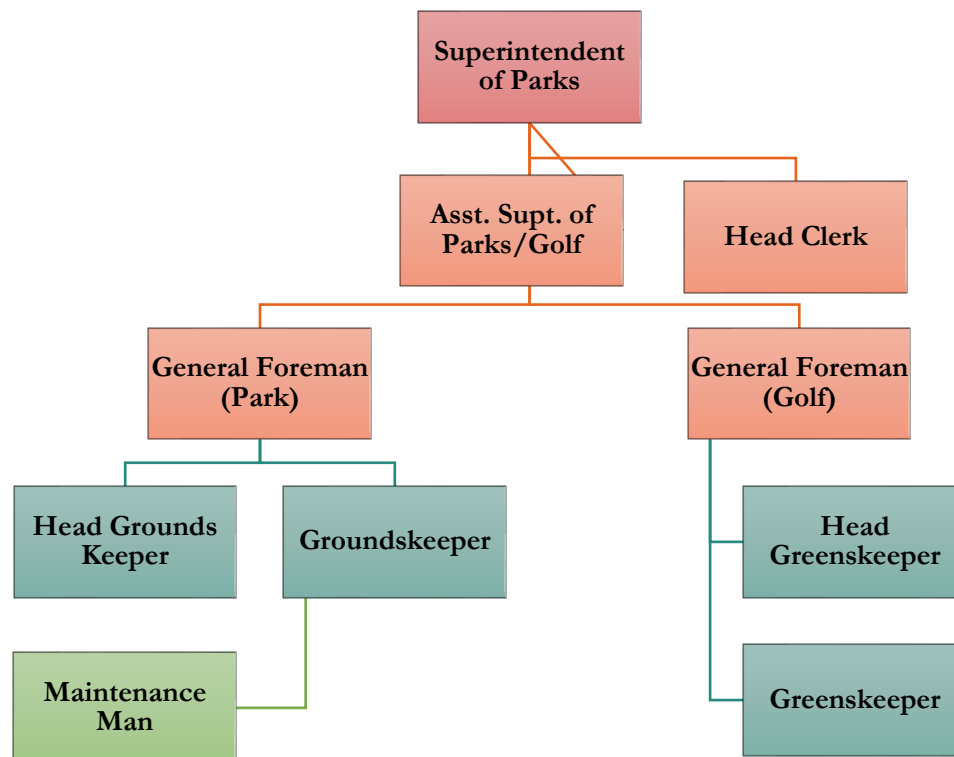 Superintendent
of Parks
Asst. Supt. of
Parks/Golf
Head Clerk
General Foreman
(Park)
General Foreman
(Golf)
Head Grounds
Keeper
Groundskeeper
Head
Greenskeeper
Maintenance
Man
Greenskeeper